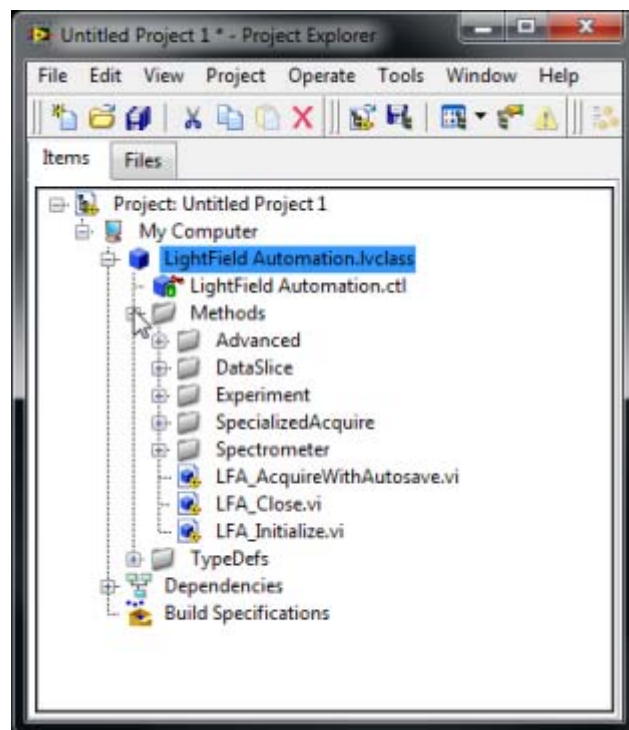 Untitled Project 1 * - Project Explorer
File Edit View Project Operate Tools Window Help
Items Files
Project: Untitled Project 1
My Computer
LightField Automation.lvclass
LightField Automation.ctl
Methods
Advanced
DataSlice
Experiment
SpecializedAcquire
Spectrometer
LFA_AcquireWithAutosave.vi
LFA_Close.vi
LFA_Initialize.vi
TypeDefs
Dependencies
Build Specifications